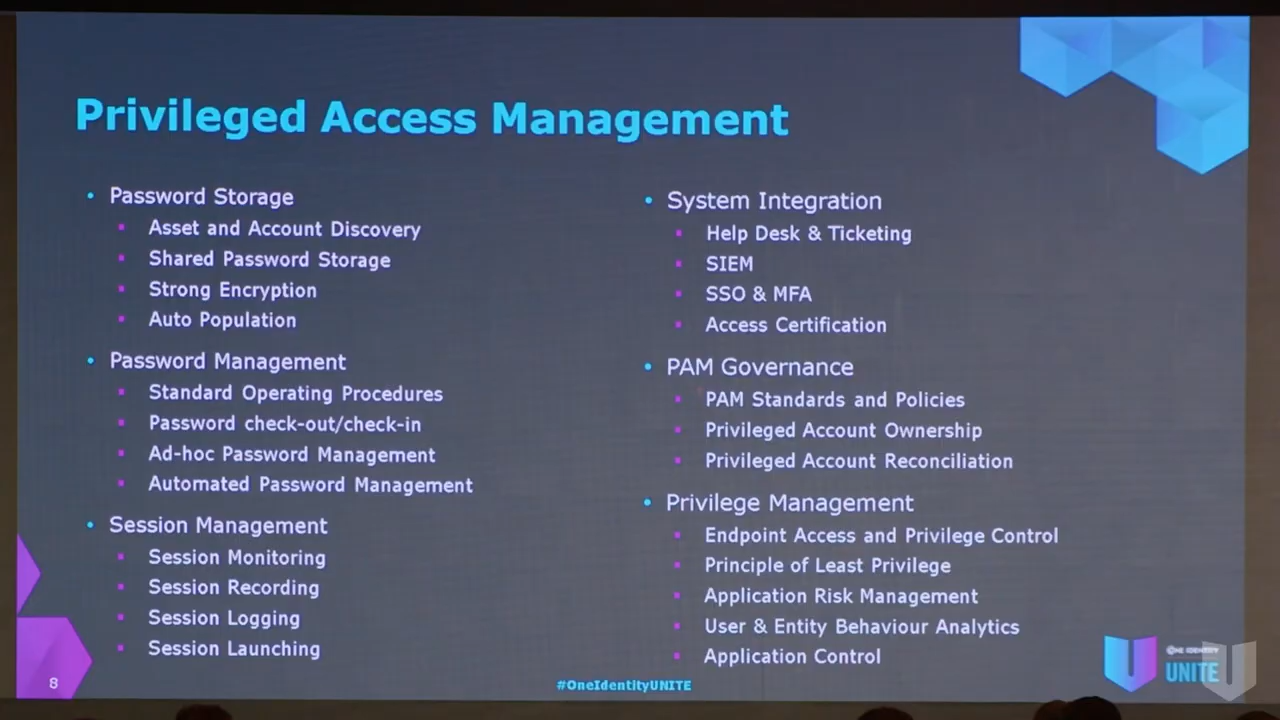 Privileged Access Management
Password Storage
Asset and Account Discovery
Shared Password Storage
Strong Encryption
Auto Population
Password Management
Standard Operating Procedures
Password check-out/check-in
Ad-hoc Password Management
Automated Password Management
Session Management
Session Monitoring
Session Recording
Session Logging
Session Launching
System Integration
Help Desk & Ticketing
SIEM
SSO & MFA
Access Certification
PAM Governance
PAM Standards and Policies
Privileged Account Ownership
Privileged Account Reconciliation
Privilege Management
Endpoint Access and Privilege Control
Principle of Least Privilege
Application Risk Management
User & Entity Behaviour Analytics
Application Control
8
#OneIdentityUNITE
ONE IDENTITY
UNITE